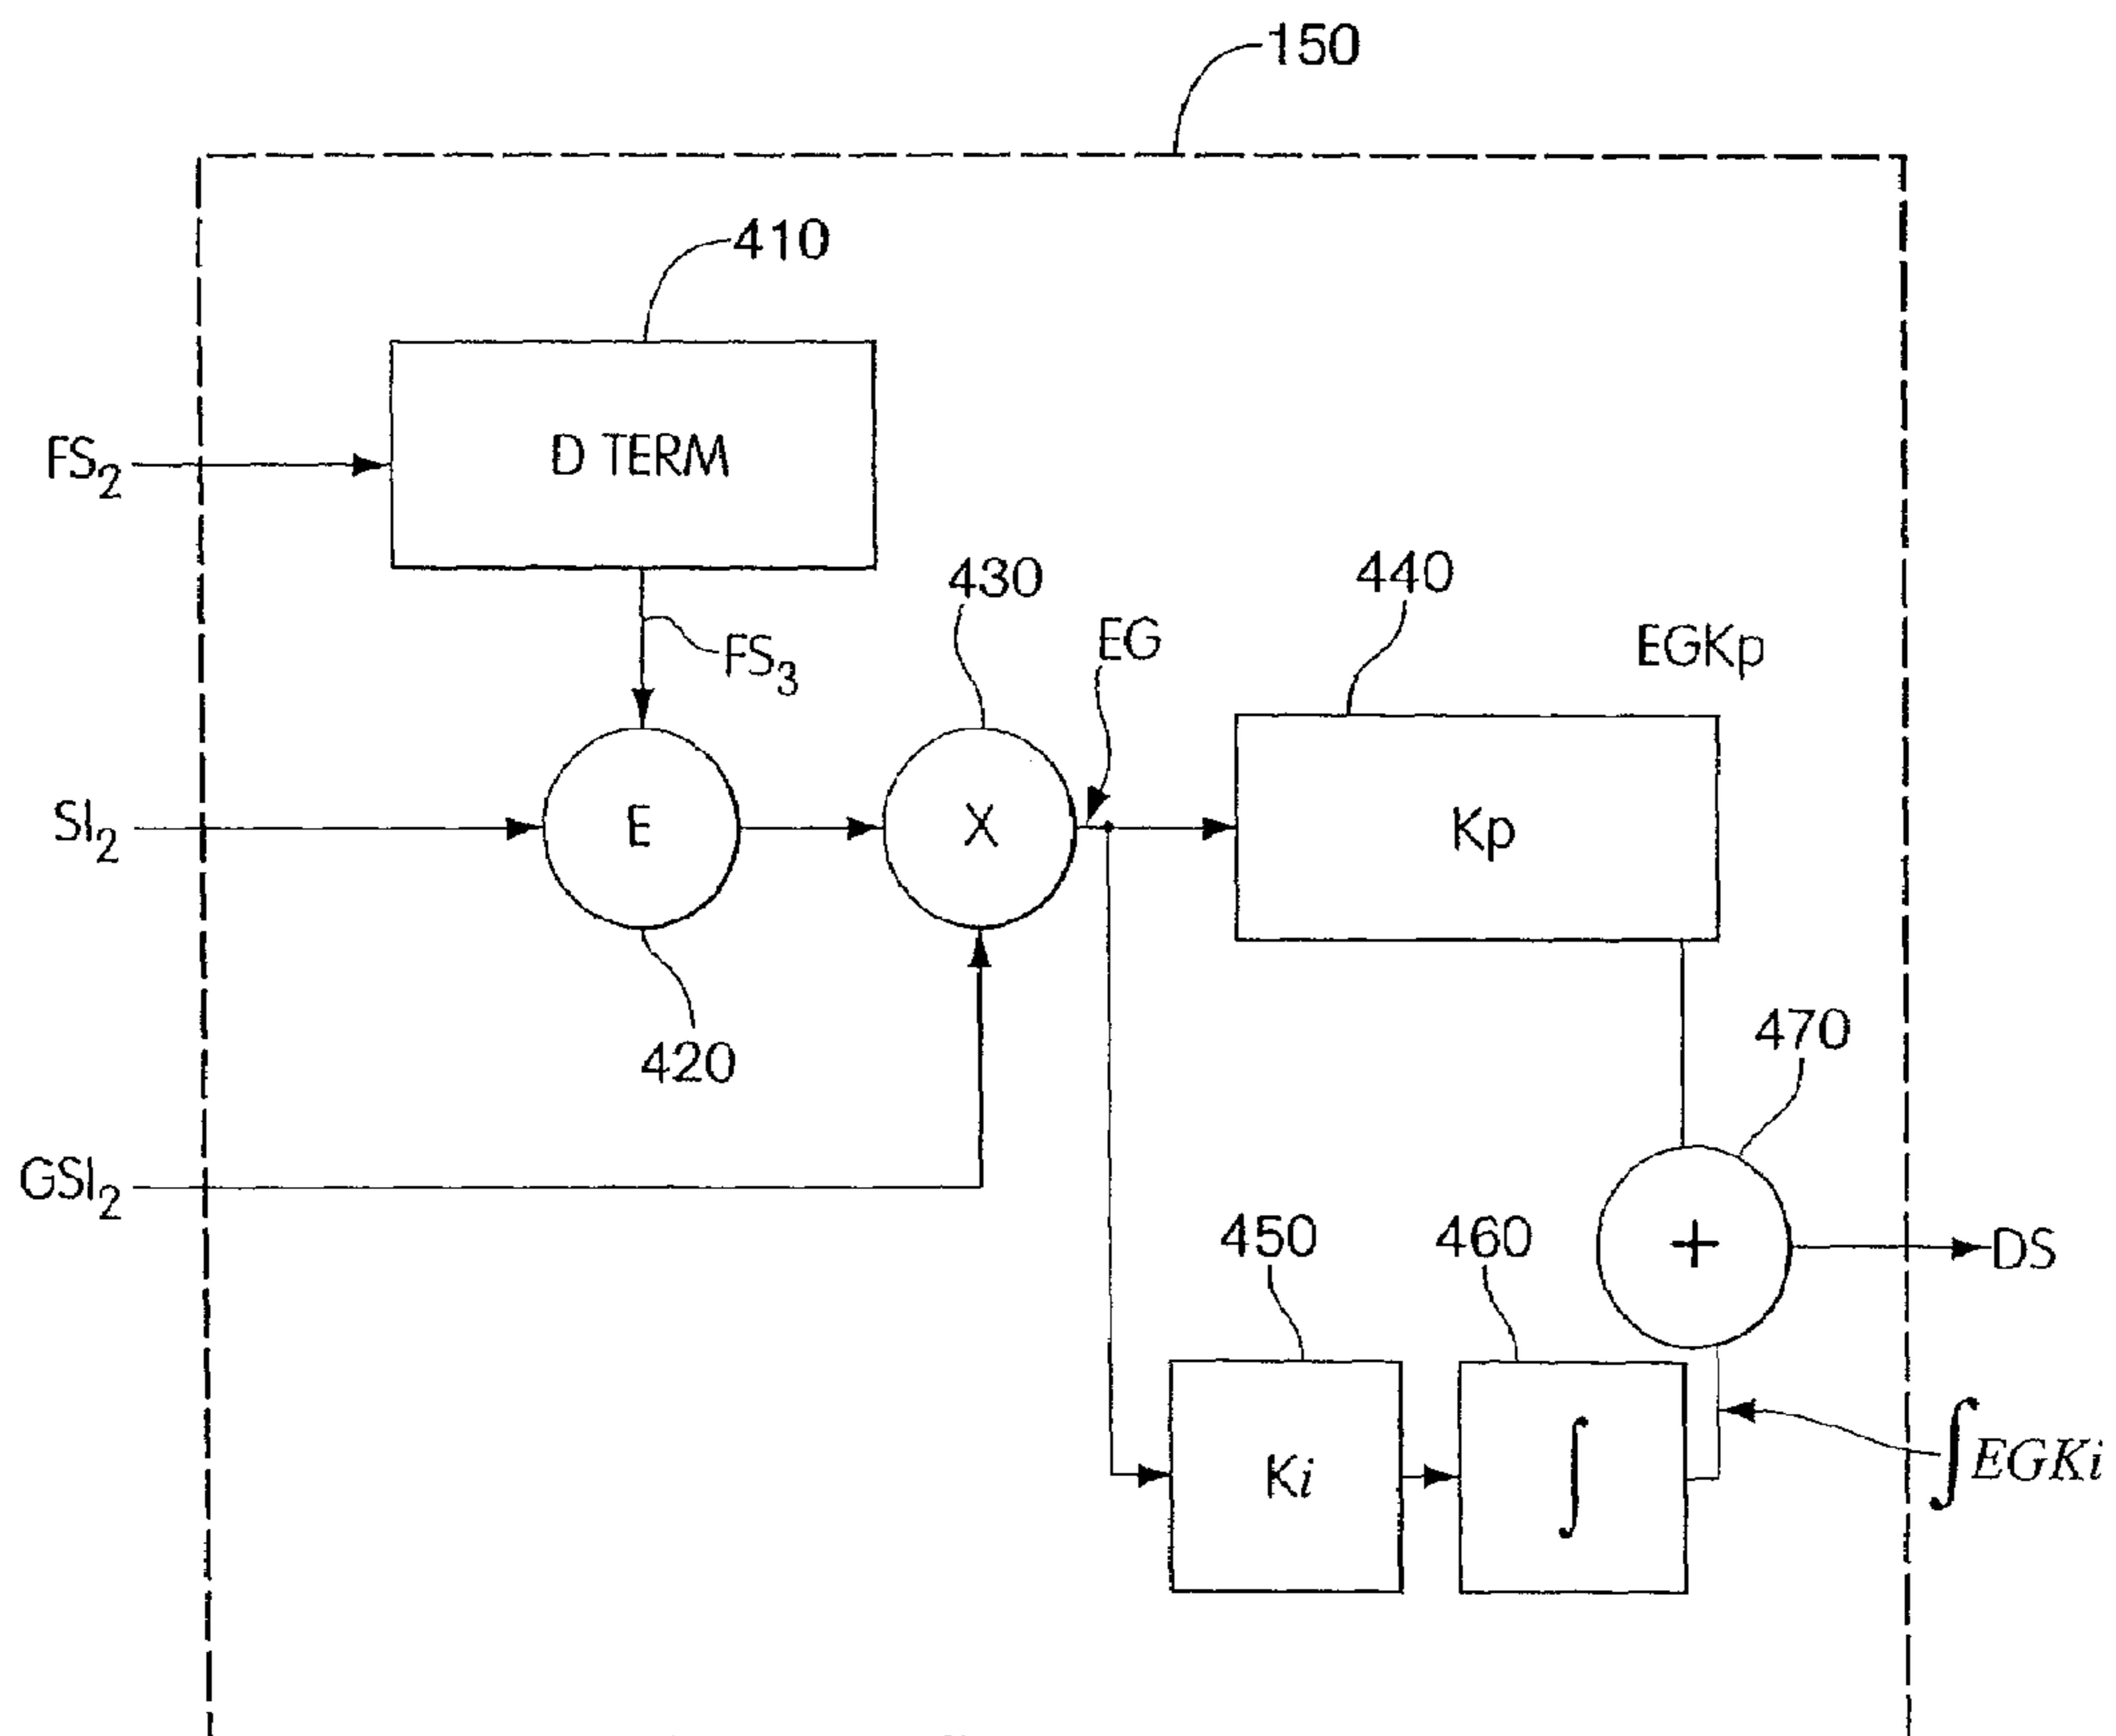 150
410
FS₂
D TERM
430
440
EG
EGKp
FS₃
SI₂
E
X
Kp
420
470
GSI₂
450
460
+
DS
Ki
∫
∫EGKi